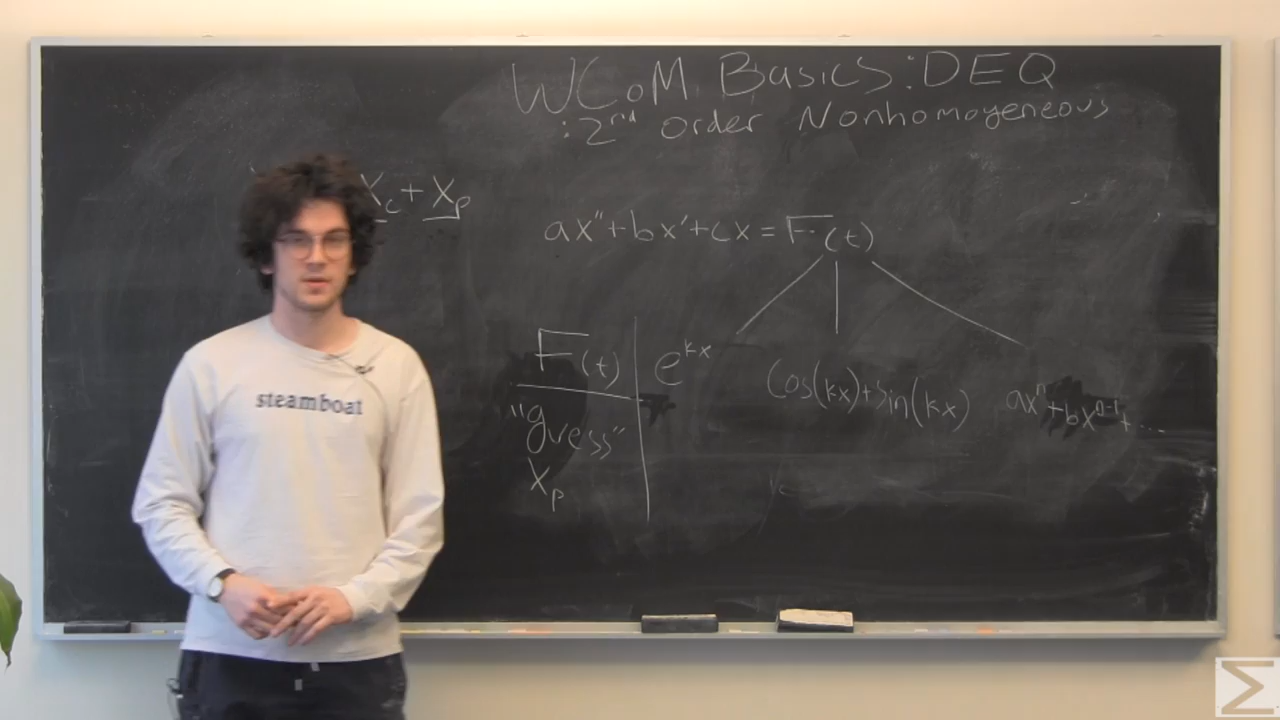 WCoM Basics: DEQ
: 2nd order Nonhomogeneous
Xc + Xp
ax'' + bx' + cx = F(t)
F(t)
e^kx
Cos(kx)+Sin(kx)
ax^n + bx^n-1 + ...
"guess"
Xp
steamboat
Σ